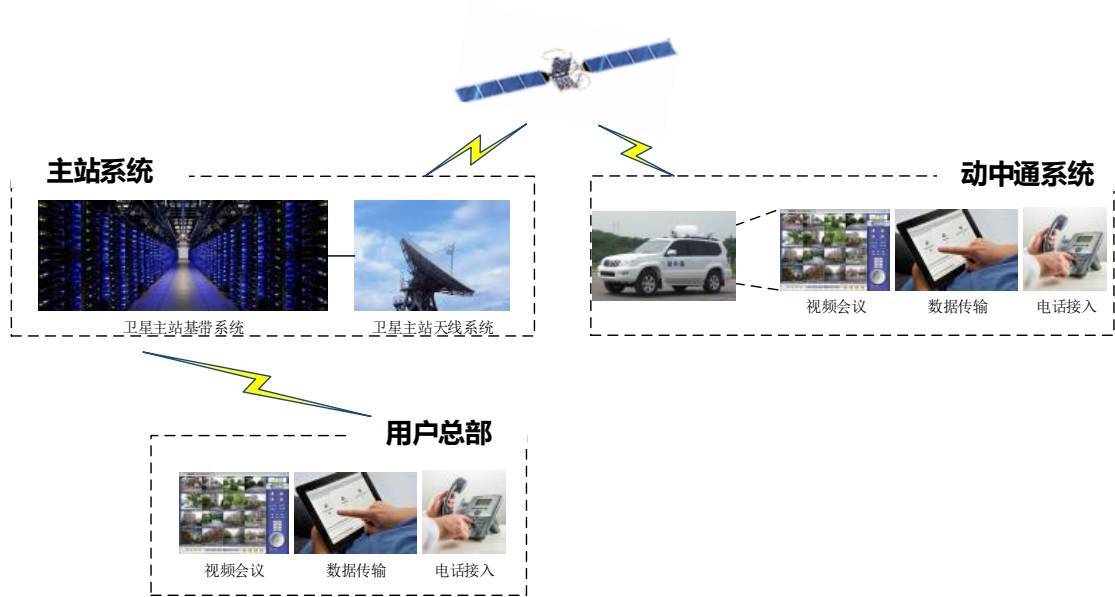 主站系统
动中通系统
卫星主站基带系统
卫星主站天线系统
视频会议
数据传输
电话接入
用户总部
视频会议
数据传输
电话接入